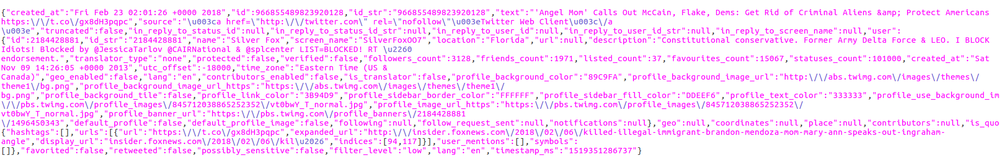 {"created_at":"Fri Feb 23 02:01:26 +0000 2018","id":966855489823920128,"id_str":"966855489823920128","text":"'Angel Mom' Calls Out McCain, Flake, Dems: Get Rid of Criminal Aliens &amp; Protect Americans
https:\/\/t.co\/gx8dH3pqpc","source":"\u003ca href=\"http:\/\/twitter.com\" rel=\"nofollow\"\u003eTwitter Web Client\u003c\/a
\u003e","truncated":false,"in_reply_to_status_id":null,"in_reply_to_status_id_str":null,"in_reply_to_user_id":null,"in_reply_to_user_id_str":null,"in_reply_to_screen_name":null,"user":
{"id":2184428881,"id_str":"2184428881","name":"Silver Fox","screen_name":"SilverFoxOO7","location":"Florida","url":null,"description":"Constitutional conservative. Former Army Delta Force & LEO. I BLOCK
Idiots! Blocked by @JessicaTarlov @CAIRNational & @splcenter LIST=BLOCKED! RT \u2260
endorsement.","translator_type":"none","protected":false,"verified":false,"followers_count":3128,"friends_count":1971,"listed_count":37,"favourites_count":15067,"statuses_count":101000,"created_at":"Sat
Nov 09 14:26:05 +0000 2013","utc_offset":-18000,"time_zone":"Eastern Time (US &
Canada)","geo_enabled":false,"lang":"en","contributors_enabled":false,"is_translator":false,"profile_background_color":"89C9FA","profile_background_image_url":"http:\/\/abs.twimg.com\/images\/themes\/
theme1\/bg.png","profile_background_image_url_https":"https:\/\/abs.twimg.com\/images\/themes\/theme1\/
bg.png","profile_background_tile":false,"profile_link_color":"3B94D9","profile_sidebar_border_color":"FFFFFF","profile_sidebar_fill_color":"DDEEF6","profile_text_color":"333333","profile_use_background_im
\/\/pbs.twimg.com\/profile_images\/845712038865252352\/vt0bwY_T_normal.jpg","profile_image_url_https":"https:\/\/pbs.twimg.com\/profile_images\/845712038865252352\/
vt0bwY_T_normal.jpg","profile_banner_url":"https:\/\/pbs.twimg.com\/profile_banners\/2184428881
\/1496450343","default_profile":false,"default_profile_image":false,"following":null,"follow_request_sent":null,"notifications":null},"geo":null,"coordinates":null,"place":null,"contributors":null,"is_quo
{"hashtags":[],"urls":[{"url":"https:\/\/t.co\/gx8dH3pqpc","expanded_url":"http:\/\/insider.foxnews.com\/2018\/02\/06\/killed-illegal-immigrant-brandon-mendoza-mom-mary-ann-speaks-out-ingraham-
angle","display_url":"insider.foxnews.com\/2018\/02\/06\/kil\u2026","indices":[94,117]}],"user_mentions":[],"symbols":
[]},"favorited":false,"retweeted":false,"possibly_sensitive":false,"filter_level":"low","lang":"en","timestamp_ms":"1519351286737"}